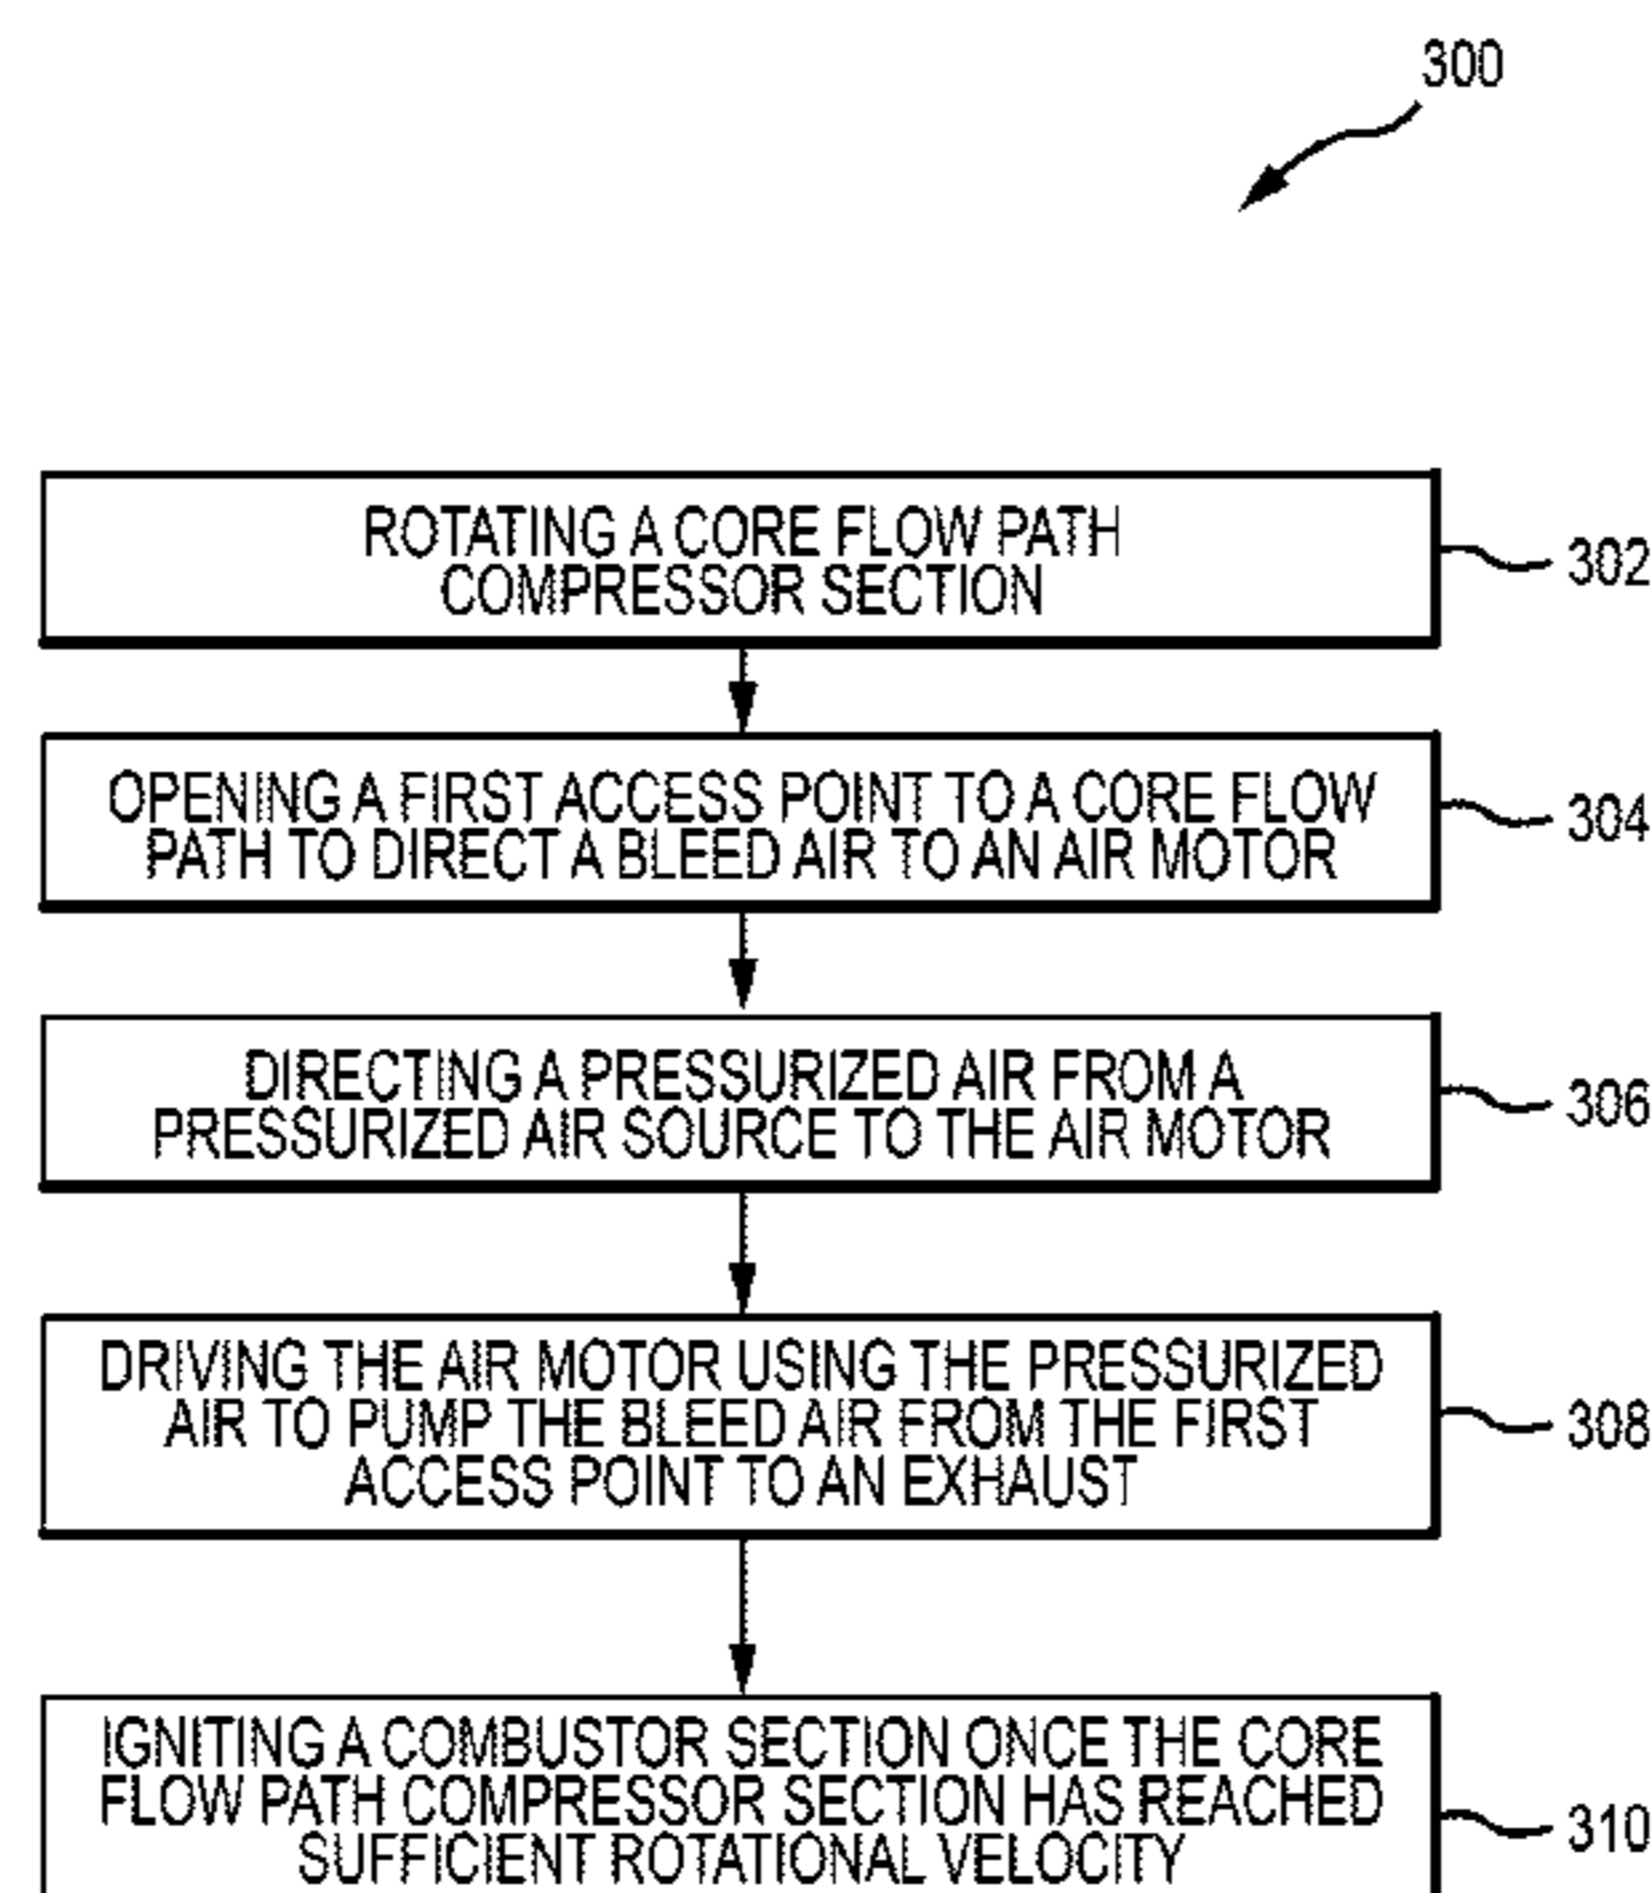 300
ROTATING A CORE FLOW PATH
COMPRESSOR SECTION
302
OPENING A FIRST ACCESS POINT TO A CORE FLOW
PATH TO DIRECT A BLEED AIR TO AN AIR MOTOR
304
DIRECTING A PRESSURIZED AIR FROM A
PRESSURIZED AIR SOURCE TO THE AIR MOTOR
306
DRIVING THE AIR MOTOR USING THE PRESSURIZED
AIR TO PUMP THE BLEED AIR FROM THE FIRST
ACCESS POINT TO AN EXHAUST
308
IGNITING A COMBUSTOR SECTION ONCE THE CORE
FLOW PATH COMPRESSOR SECTION HAS REACHED
SUFFICIENT ROTATIONAL VELOCITY
310